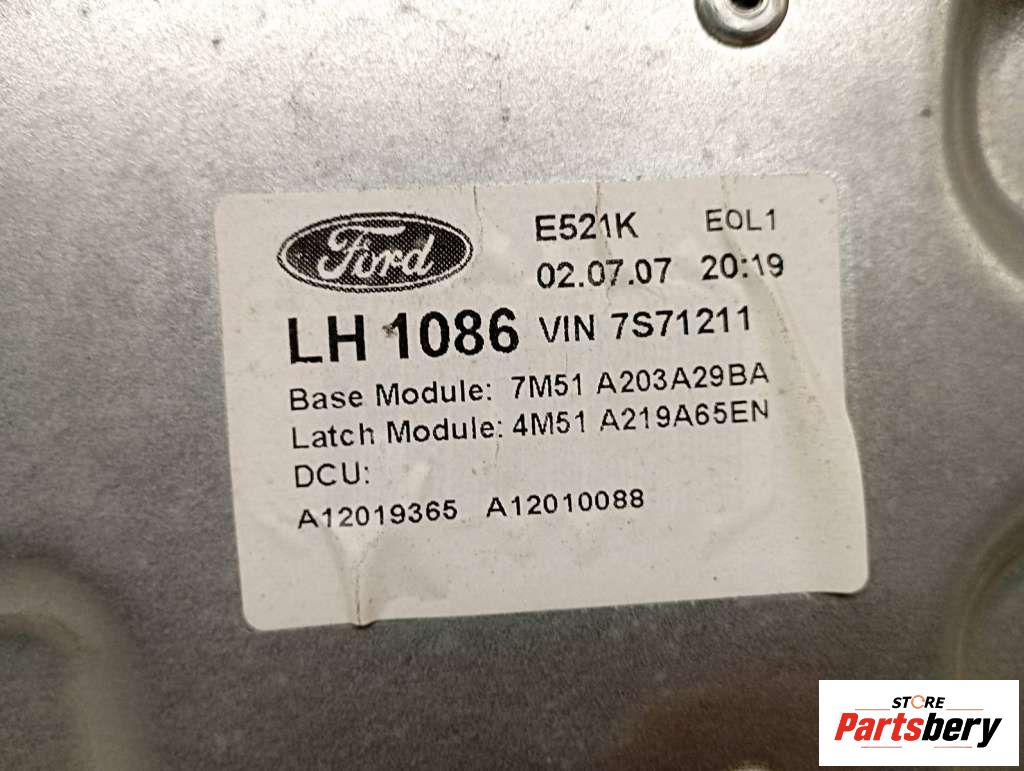 Ford E521K EOL1
02.07.07 20:19
LH 1086 VIN 7S71211
Base Module: 7M51 A203A29BA
Latch Module: 4M51 A219A65EN
DCU:
A12019365 A12010088
STORE
Partsbery